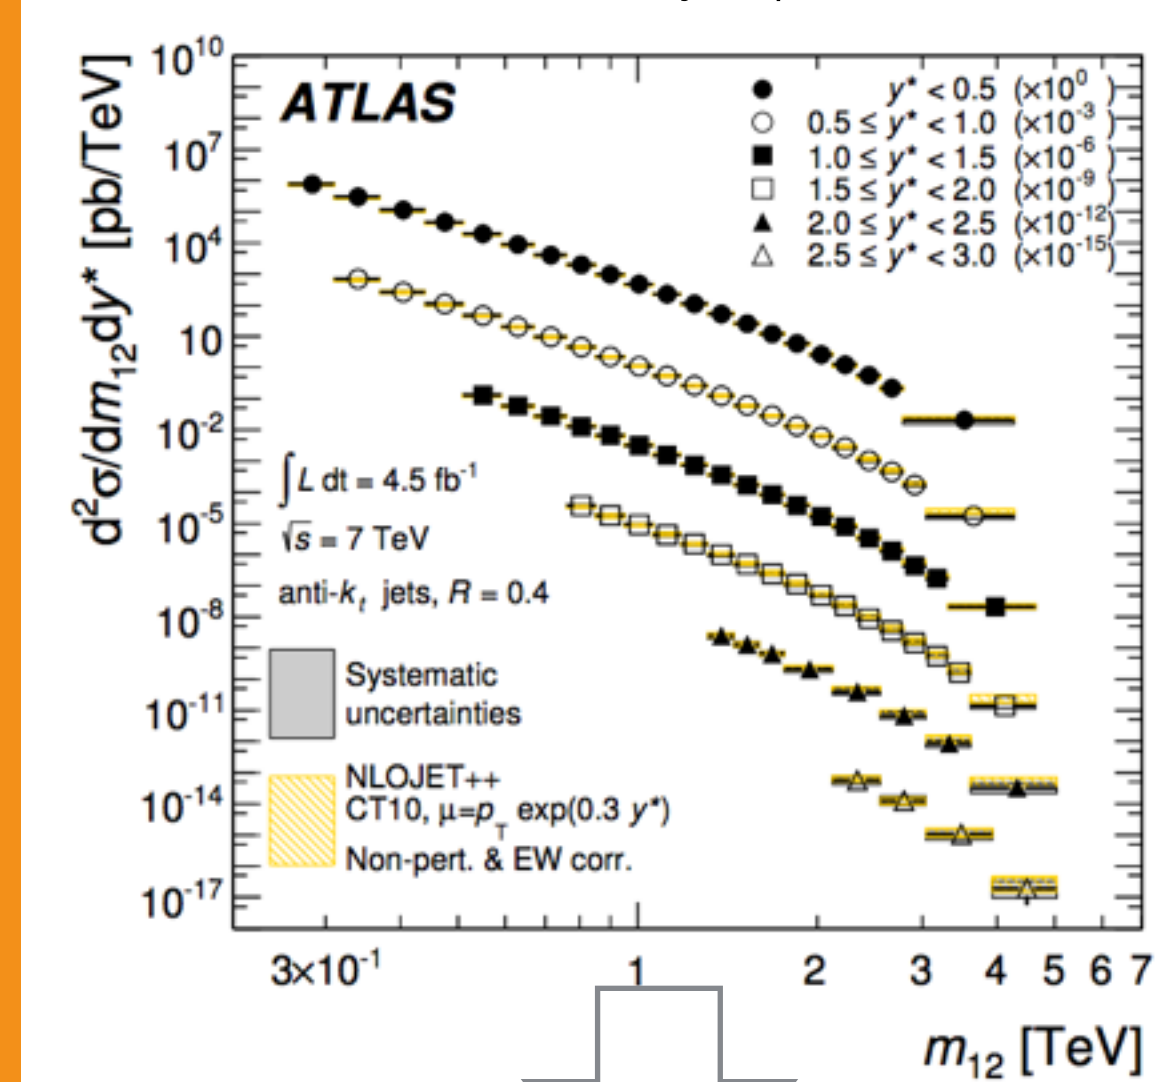 ATLAS
y* < 0.5 (×10⁰)
0.5 ≤ y* < 1.0 (×10⁻³)
1.0 ≤ y* < 1.5 (×10⁻⁶)
1.5 ≤ y* < 2.0 (×10⁻⁹)
2.0 ≤ y* < 2.5 (×10⁻¹²)
2.5 ≤ y* < 3.0 (×10⁻¹⁵)
d²σ/dm₁₂dy* [pb/TeV]
10¹⁰
10⁷
10⁴
10
10⁻²
10⁻⁵
10⁻⁸
10⁻¹¹
10⁻¹⁴
10⁻¹⁷
∫L dt = 4.5 fb⁻¹
√s = 7 TeV
anti-kₜ jets, R = 0.4
Systematic
uncertainties
NLOJET++
CT10, μ=p_T exp(0.3 y*)
Non-pert. & EW corr.
3×10⁻¹ 1 2 3 4 5 6 7
m₁₂ [TeV]